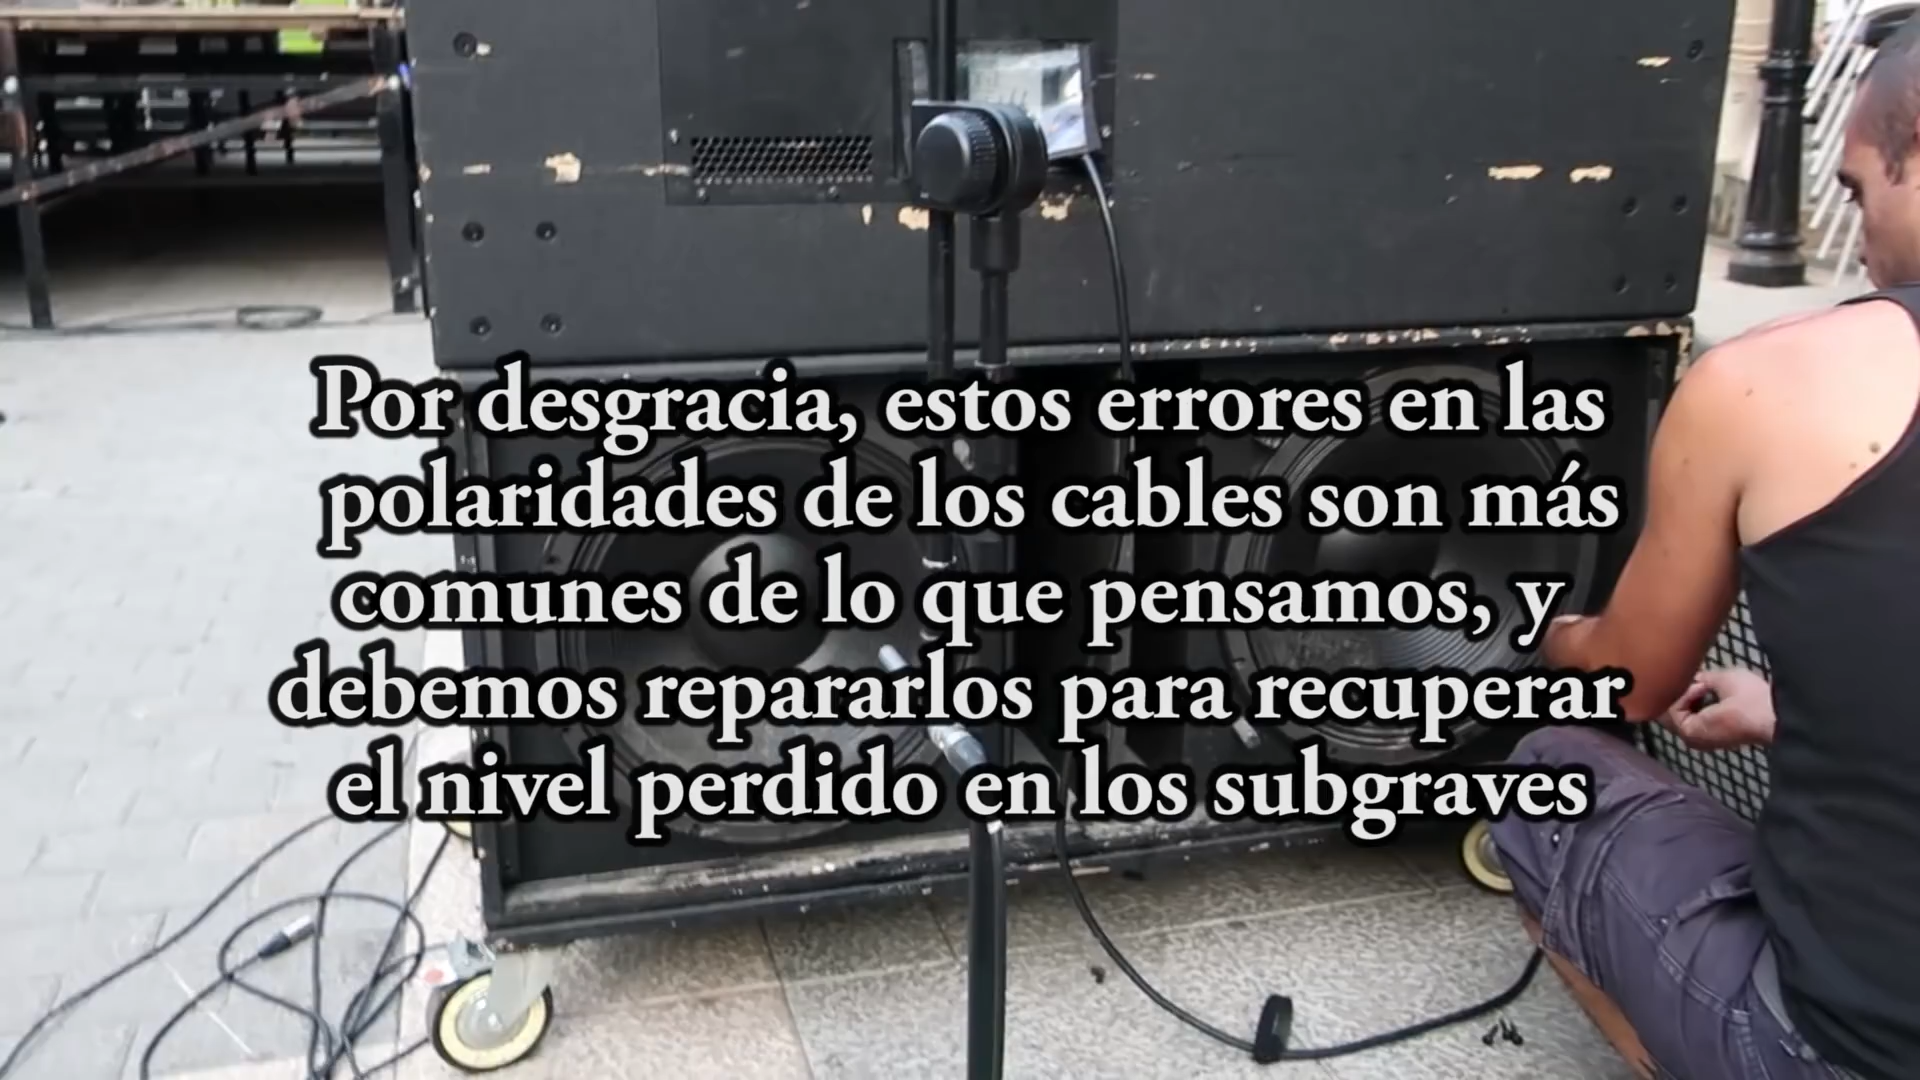 Por desgracia, estos errores en las
polaridades de los cables son más
comunes de lo que pensamos, y
debemos repararlos para recuperar
el nivel perdido en los subgraves